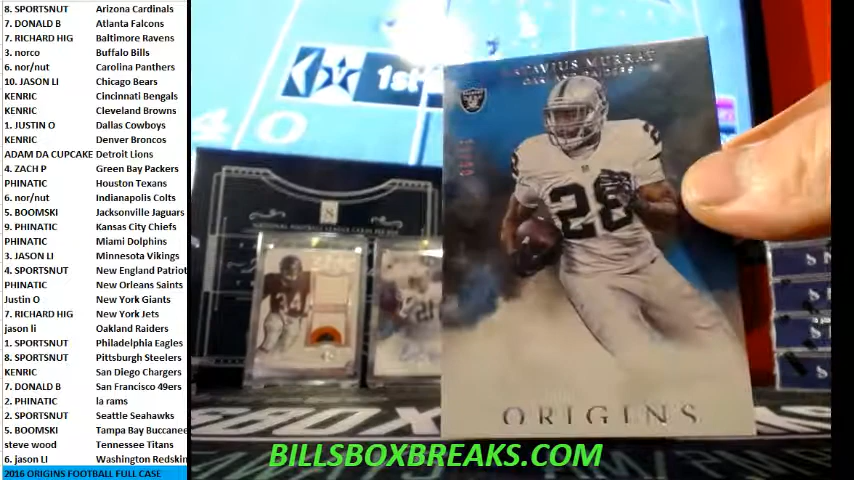 8. SPORTSNUT Arizona Cardinals
7. DONALD B Atlanta Falcons
7. RICHARD HIG Baltimore Ravens
3. norco Buffalo Bills
6. nor/nut Carolina Panthers
10. JASON LI Chicago Bears
KENRIC Cincinnati Bengals
KENRIC Cleveland Browns
1. JUSTIN O Dallas Cowboys
KENRIC Denver Broncos
ADAM DA CUPCAKE Detroit Lions
4. ZACH P Green Bay Packers
PHINATIC Houston Texans
6. nor/nut Indianapolis Colts
5. BOOMSKI Jacksonville Jaguars
9. PHINATIC Kansas City Chiefs
PHINATIC Miami Dolphins
3. JASON LI Minnesota Vikings
4. SPORTSNUT New England Patriot
PHINATIC New Orleans Saints
Justin O New York Giants
7. RICHARD HIG New York Jets
jason li Oakland Raiders
1. SPORTSNUT Philadelphia Eagles
8. SPORTSNUT Pittsburgh Steelers
KENRIC San Diego Chargers
7. DONALD B San Francisco 49ers
2. PHINATIC la rams
2. SPORTSNUT Seattle Seahawks
5. BOOMSKI Tampa Bay Buccanee
steve wood Tennessee Titans
6. jason LI Washington Redskin
2016 ORIGINS FOOTBALL FULL CASE
1st
40
MURRAY
28
28
ORIGINS
34
8
BILLSBOXBREAKS.COM